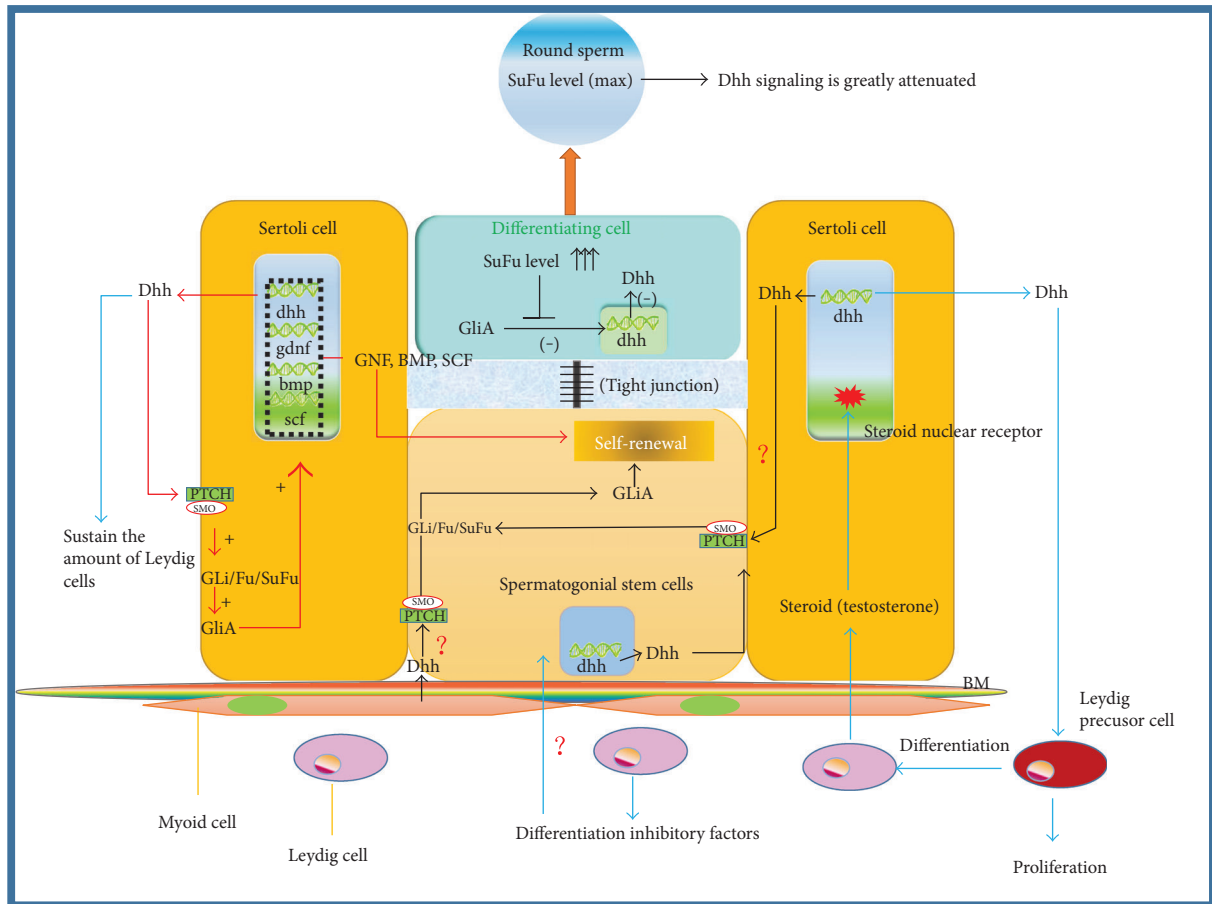 Round sperm
SuFu level (max)
Dhh signaling is greatly attenuated
Sertoli cell
Differentiating cell
Sertoli cell
SuFu level
Dhh
Dhh
(-)
GliA
dhh
(-)
dhh
gdnf
bmp
scf
GNF, BMP, SCF
(Tight junction)
Dhh
dhh
Dhh
Steroid nuclear receptor
Self-renewal
?
GLiA
+
PTCH
SMO
Sustain the
amount of Leydig
cells
+
GLi/Fu/SuFu
+
GliA
GLi/Fu/SuFu
SMO
PTCH
Spermatogonial stem cells
SMO
PTCH
?
Dhh
dhh
Dhh
Steroid (testosterone)
BM
Leydig
precusor cell
?
Differentiation
Myoid cell
Leydig cell
Differentiation inhibitory factors
Proliferation